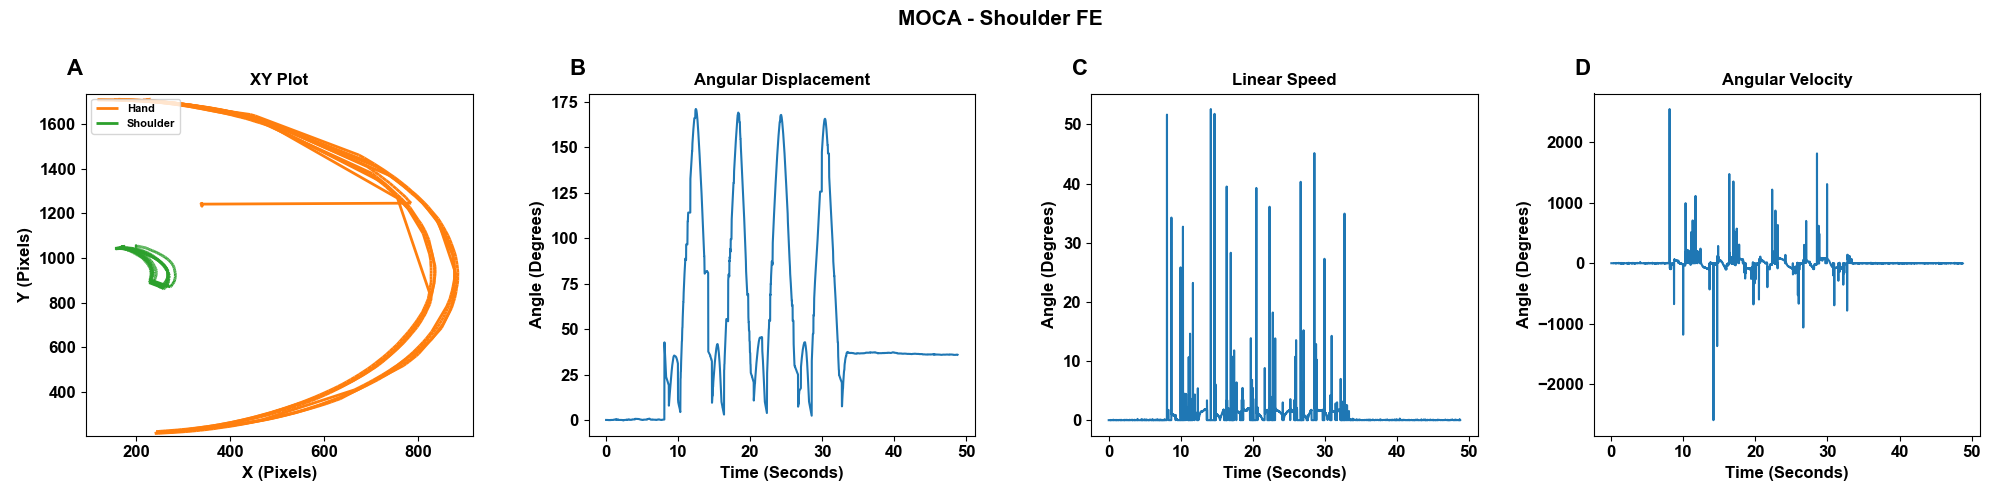 MOCA - Shoulder FE
A
XY Plot
Hand
Shoulder
1600
1400
1200
1000
800
600
400
200
400
600
800
Y (Pixels)
X (Pixels)
B
Angular Displacement
175
150
125
100
75
50
25
0
0
10
20
30
40
50
Angle (Degrees)
Time (Seconds)
C
Linear Speed
50
40
30
20
10
0
0
10
20
30
40
50
Angle (Degrees)
Time (Seconds)
D
Angular Velocity
2000
1000
0
−1000
−2000
0
10
20
30
40
50
Angle (Degrees)
Time (Seconds)